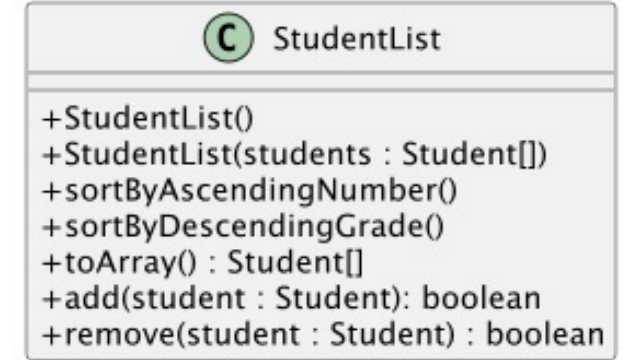 C StudentList
+StudentList()
+StudentList(students : Student[])
+sortByAscendingNumber()
+sortByDescendingGrade()
+toArray() : Student[]
+add(student : Student): boolean
+remove(student : Student) : boolean